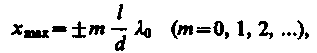 x_max = ±m l/d λ₀ (m=0, 1, 2, ...),